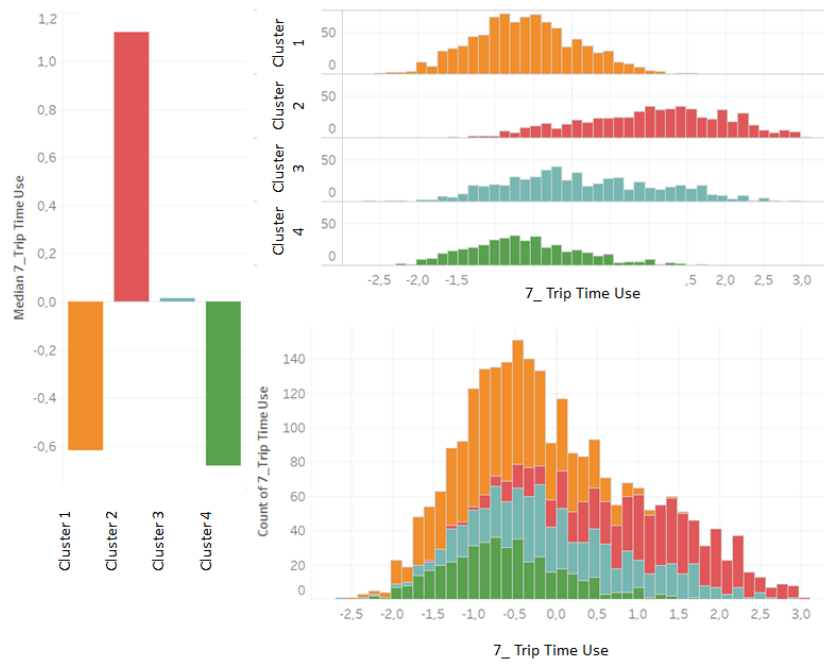 1,2
1,0
0,8
0,6
0,4
0,2
0,0
-0,2
-0,4
-0,6
Median 7_Trip Time Use
Cluster 1
Cluster 2
Cluster 3
Cluster 4
Cluster
1
50
0
Cluster
2
50
0
Cluster
3
50
0
Cluster
4
50
0
-2,5 -2,0 -1,5 ,5 2,0 2,5 3,0
7_ Trip Time Use
140
120
100
80
60
40
20
0
Count of 7_Trip Time Use
-2,5 -2,0 -1,5 -1,0 -0,5 0,0 0,5 1,0 1,5 2,0 2,5 3,0
7_ Trip Time Use